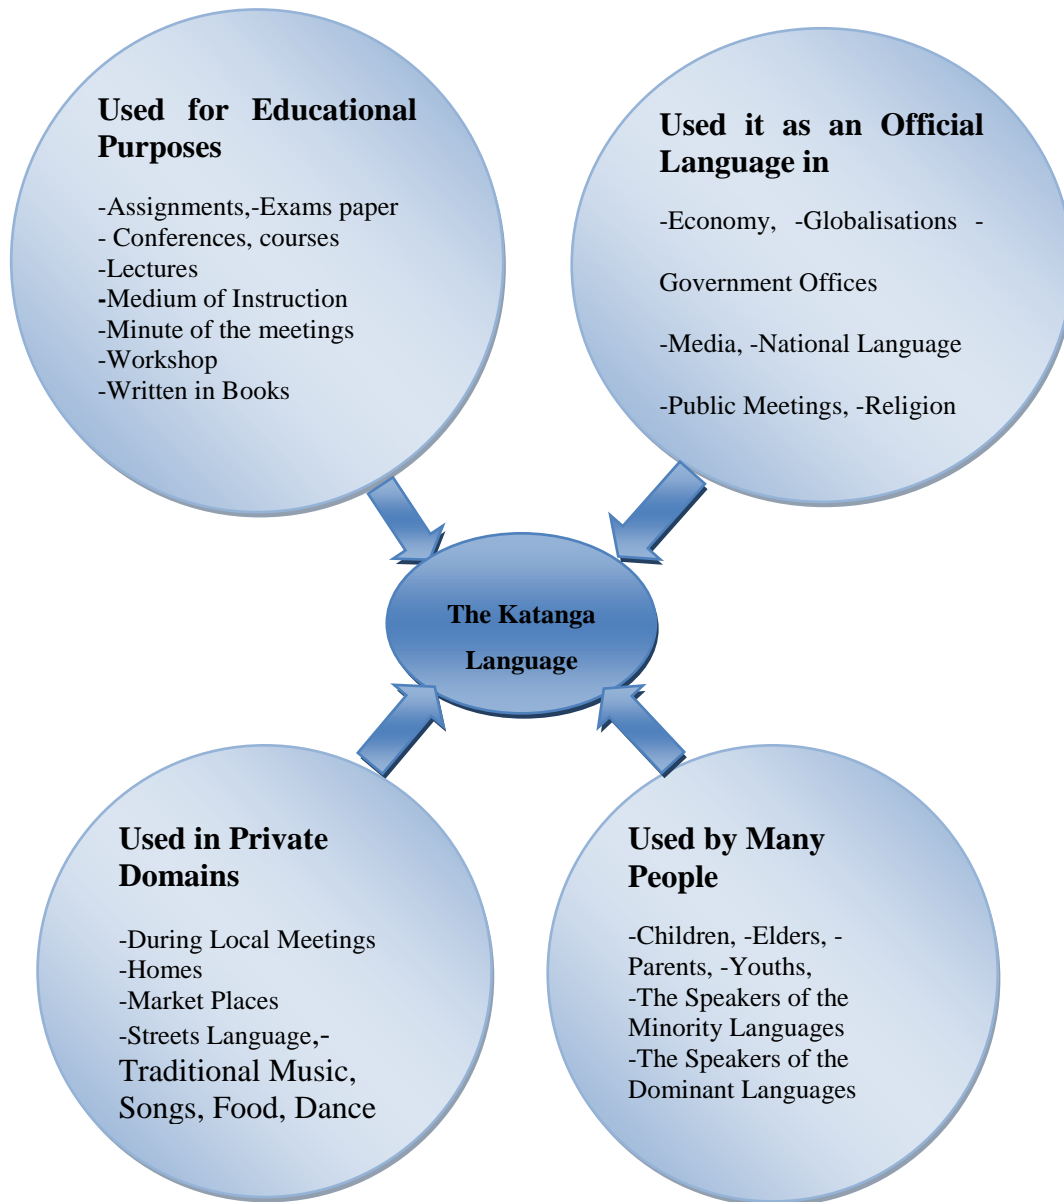 Used for Educational
Purposes
-Assignments,-Exams paper
- Conferences, courses
-Lectures
-Medium of Instruction
-Minute of the meetings
-Workshop
-Written in Books
Used it as an Official
Language in
-Economy, -Globalisations -
Government Offices
-Media, -National Language
-Public Meetings, -Religion
The Katanga
Language
Used in Private
Domains
-During Local Meetings
-Homes
-Market Places
-Streets Language,-
Traditional Music,
Songs, Food, Dance
Used by Many
People
-Children, -Elders, -
Parents, -Youths,
-The Speakers of the
Minority Languages
-The Speakers of the
Dominant Languages